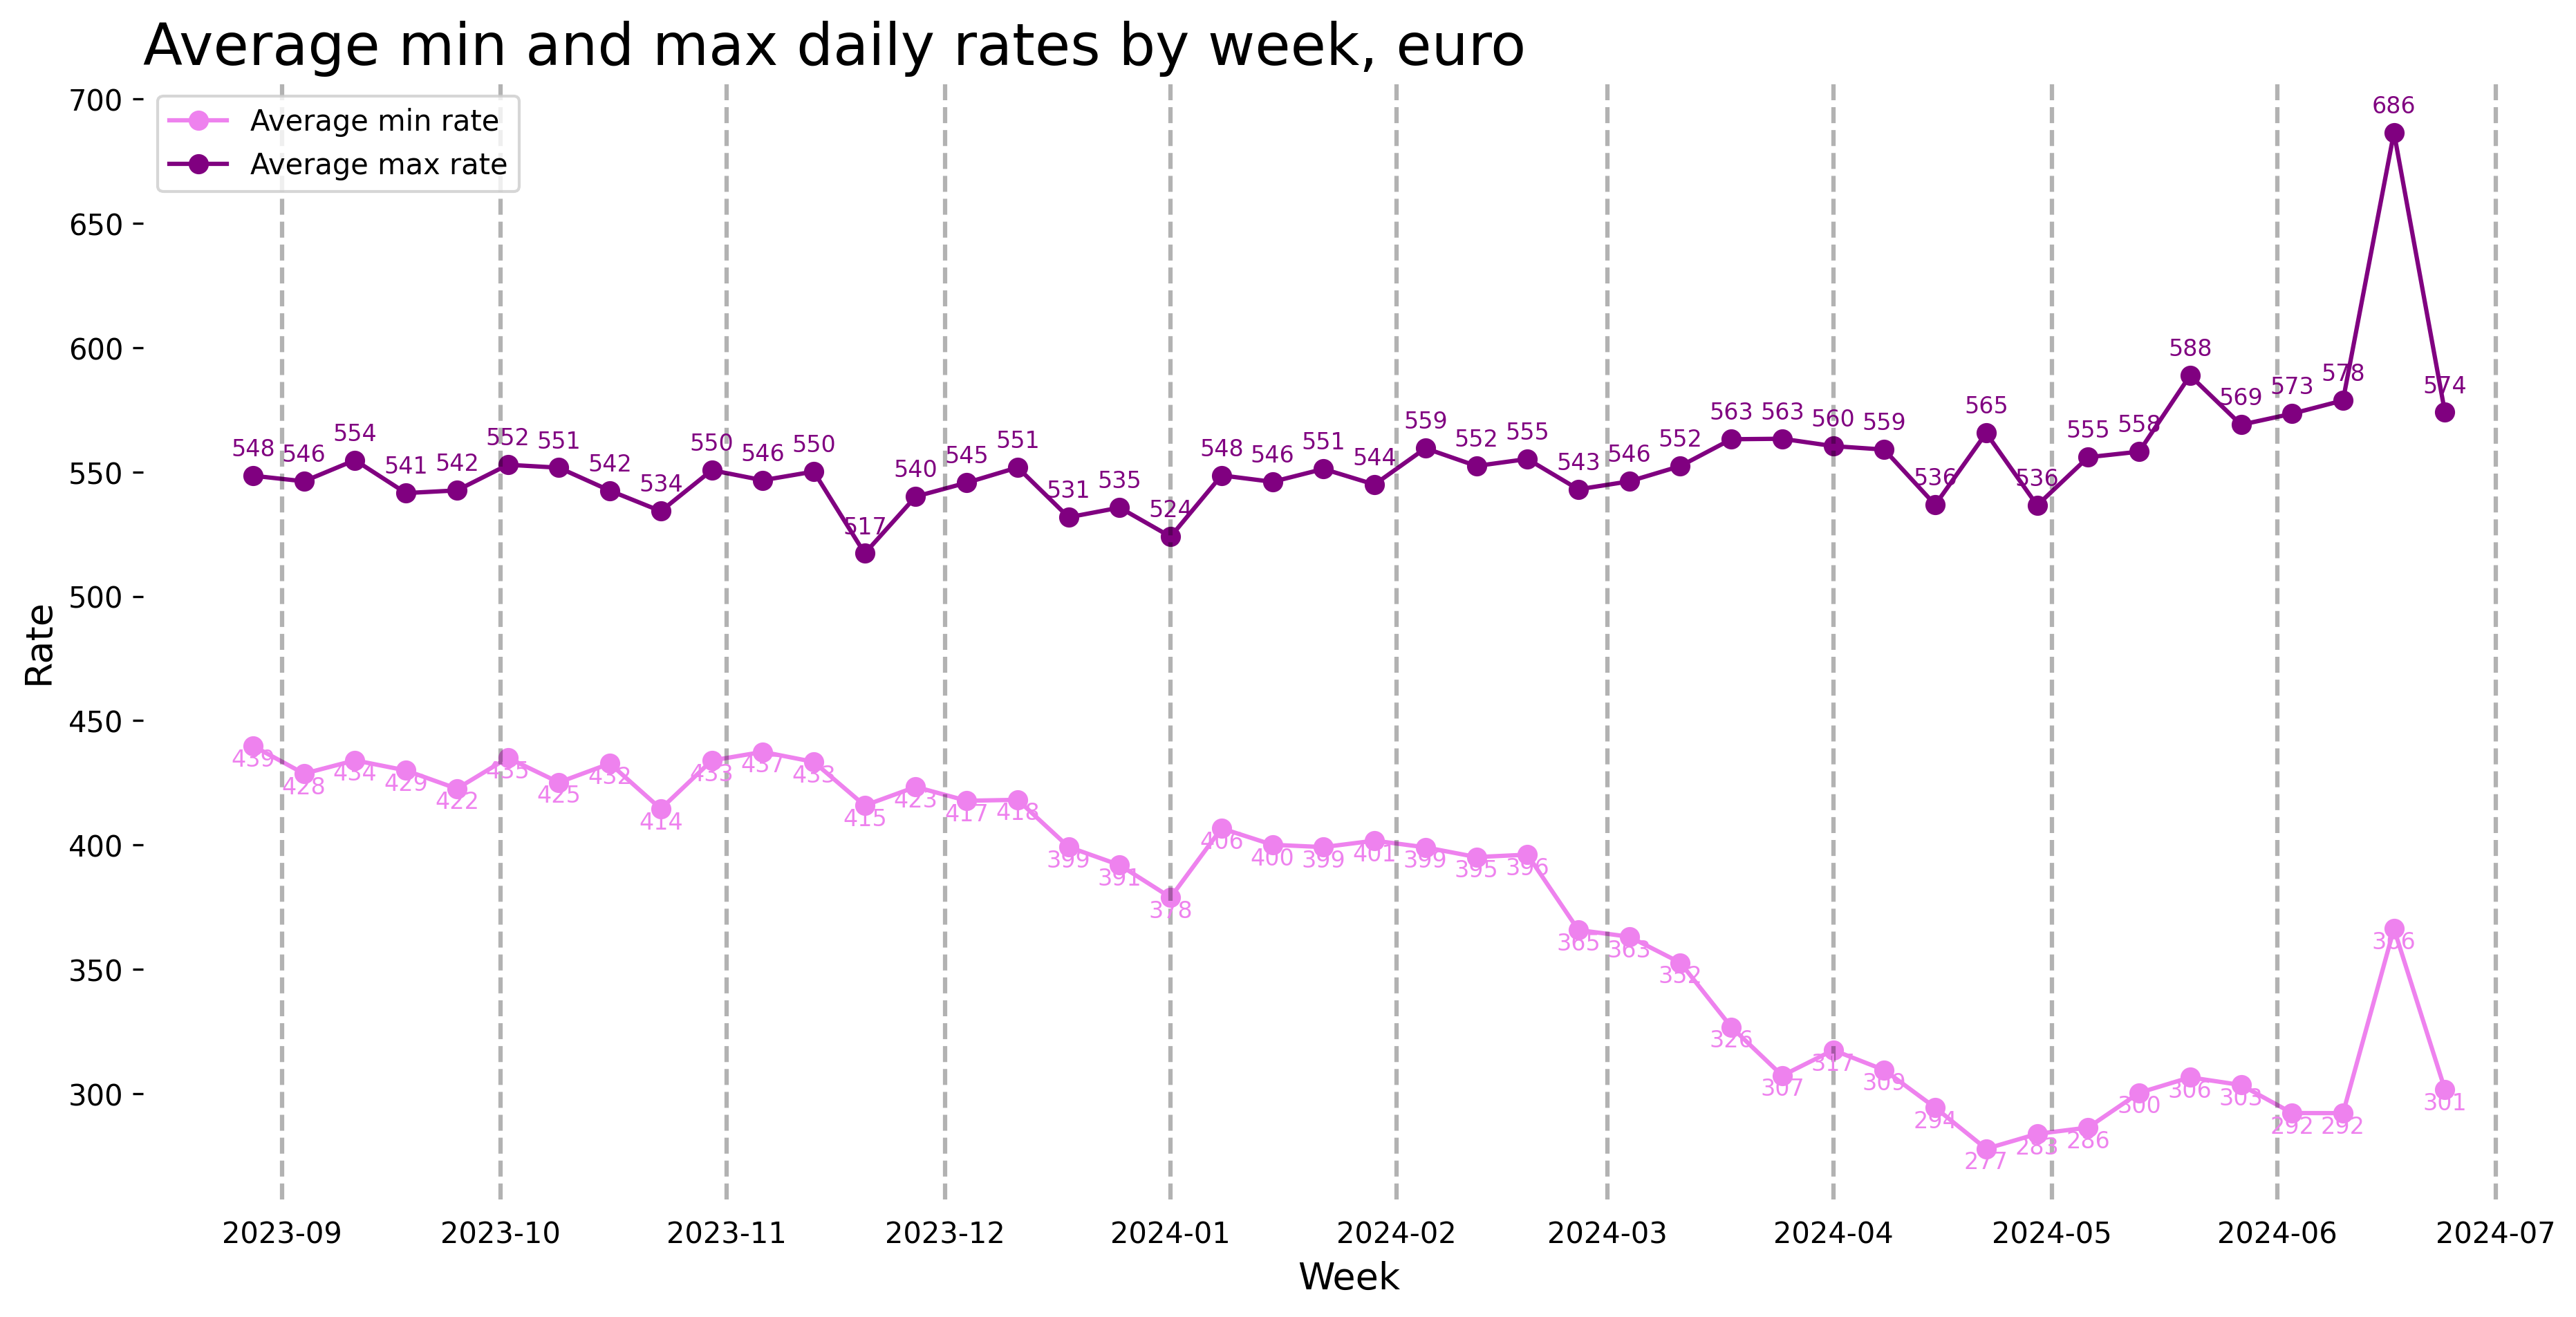 Average min and max daily rates by week, euro
Average min rate
Average max rate
Rate
700
650
600
550
500
450
400
350
300
548 546 554 541 542 552 551 542 534 550 546 550 517 540 545 551 531 535 524 548 546 551 544 559 552 555 543 546 552 563 563 560 559 536 565 536 555 558 588 569 573 578 686 574
439 428 434 429 422 435 425 432 414 433 437 433 415 423 417 418 399 391 378 406 400 399 401 399 395 396 365 363 352 326 307 317 309 294 277 283 286 300 306 303 292 292 366 301
2023-09 2023-10 2023-11 2023-12 2024-01 2024-02 2024-03 2024-04 2024-05 2024-06 2024-07
Week